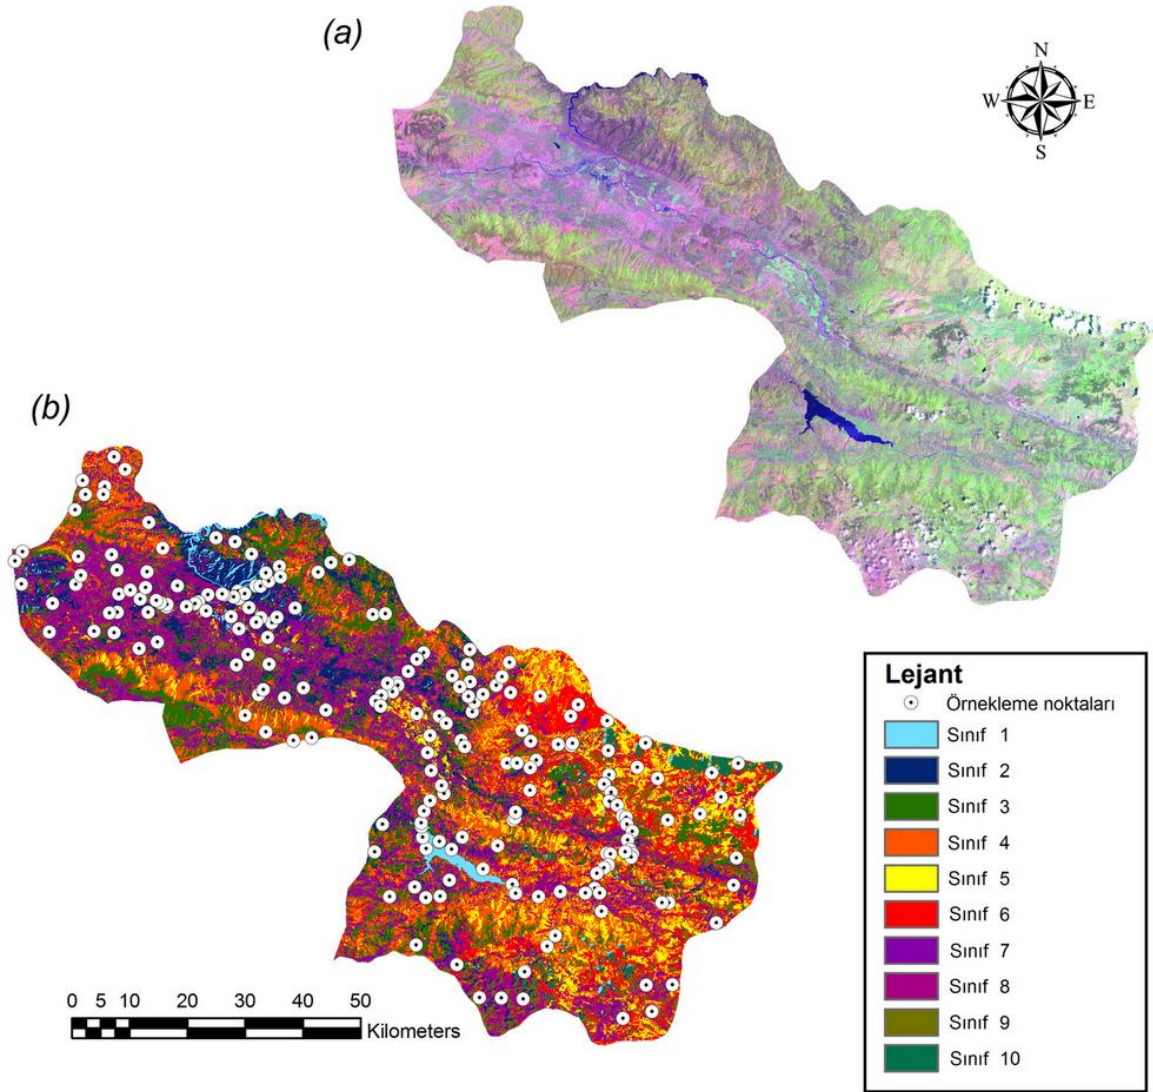 (a)
N
W E
S
(b)
Lejant
Örnekleme noktaları
Sınıf 1
Sınıf 2
Sınıf 3
Sınıf 4
Sınıf 5
Sınıf 6
Sınıf 7
Sınıf 8
Sınıf 9
Sınıf 10
0 5 10 20 30 40 50
Kilometers